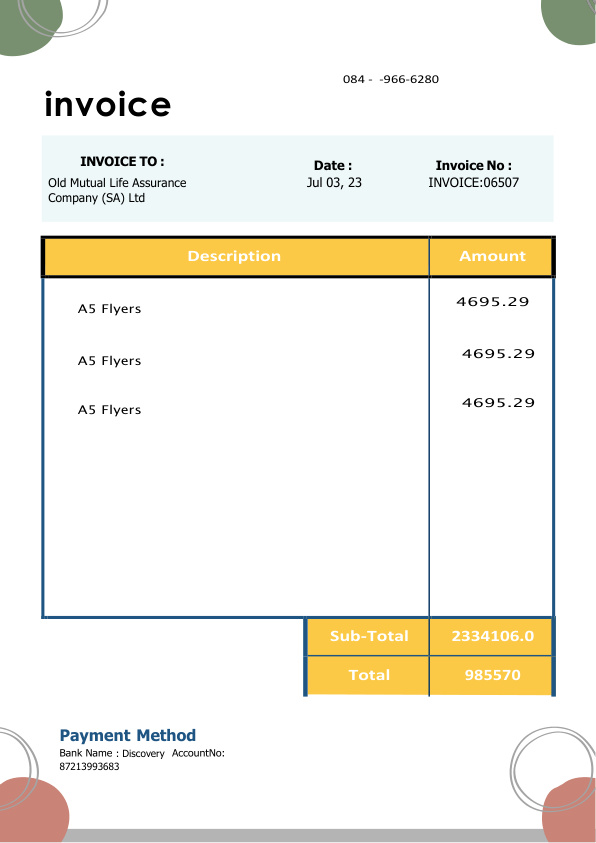 084 -  -966-6280
invoice
INVOICE TO :
Old Mutual Life Assurance
Company (SA) Ltd
Date :
Jul 03, 23
Invoice No :
INVOICE:06507
Description Amount
A5 Flyers 4695.29
A5 Flyers 4695.29
A5 Flyers 4695.29
Sub-Total 2334106.0
Total 985570
Payment Method
Bank Name : Discovery AccountNo:
87213993683